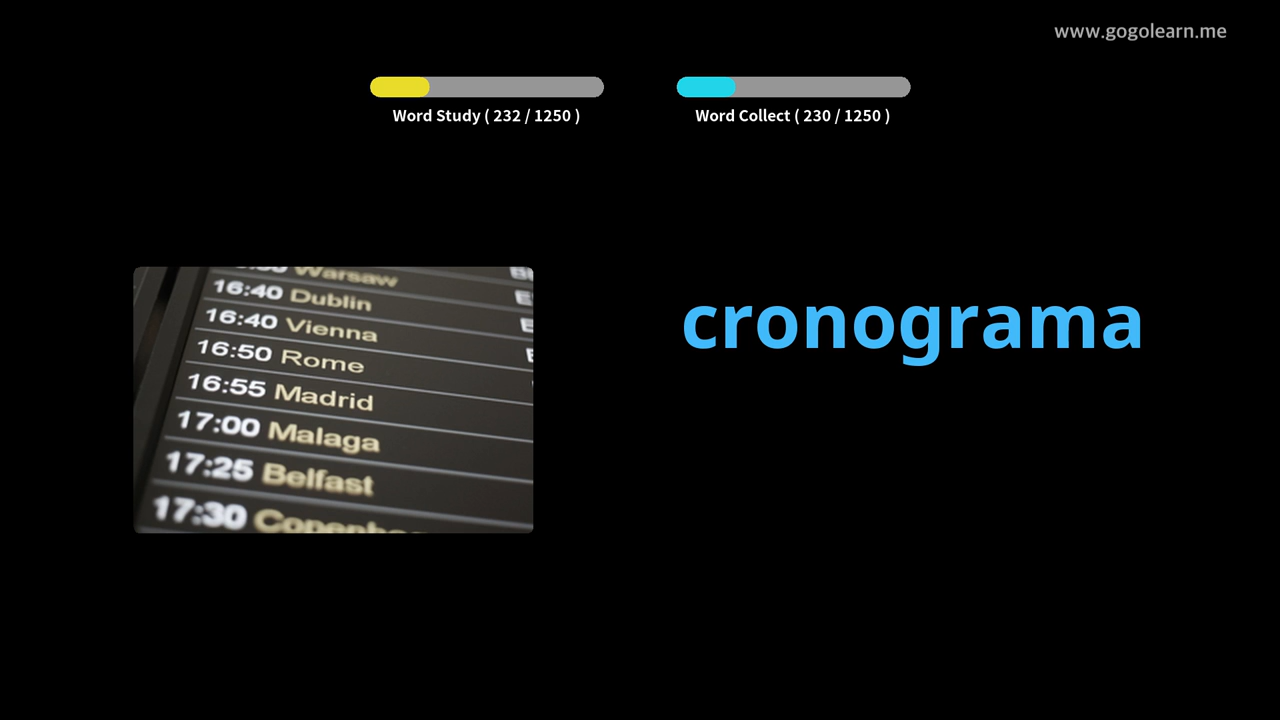 www.gogolearn.me
Word Study ( 232 / 1250 )
Word Collect ( 230 / 1250 )
cronograma
Warsaw
16:40 Dublin
16:40 Vienna
16:50 Rome
16:55 Madrid
17:00 Malaga
17:25 Belfast
17:30